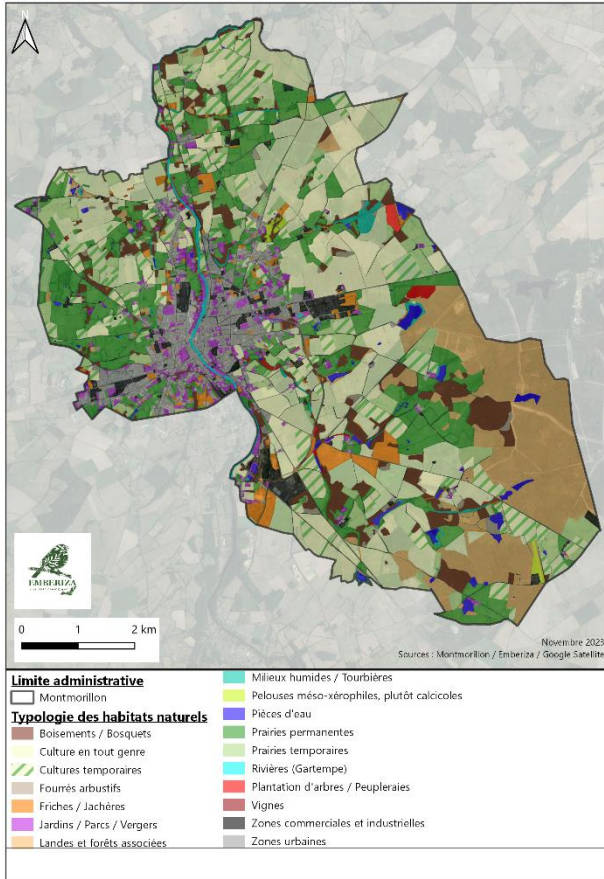 N
EMBERIZA
0 1 2 km
Novembre 2023
Sources : Montmorillon / Emberiza / Google Satellite
Limite administrative
Montmorillon
Typologie des habitats naturels
Boisements / Bosquets
Culture en tout genre
Cultures temporaires
Fourrés arbustifs
Friches / Jachères
Jardins / Parcs / Vergers
Landes et forêts associées
Milieux humides / Tourbières
Pelouses méso-xérophiles, plutôt calcicoles
Pièces d'eau
Prairies permanentes
Prairies temporaires
Rivières (Gartempe)
Plantation d'arbres / Peupleraies
Vignes
Zones commerciales et industrielles
Zones urbaines